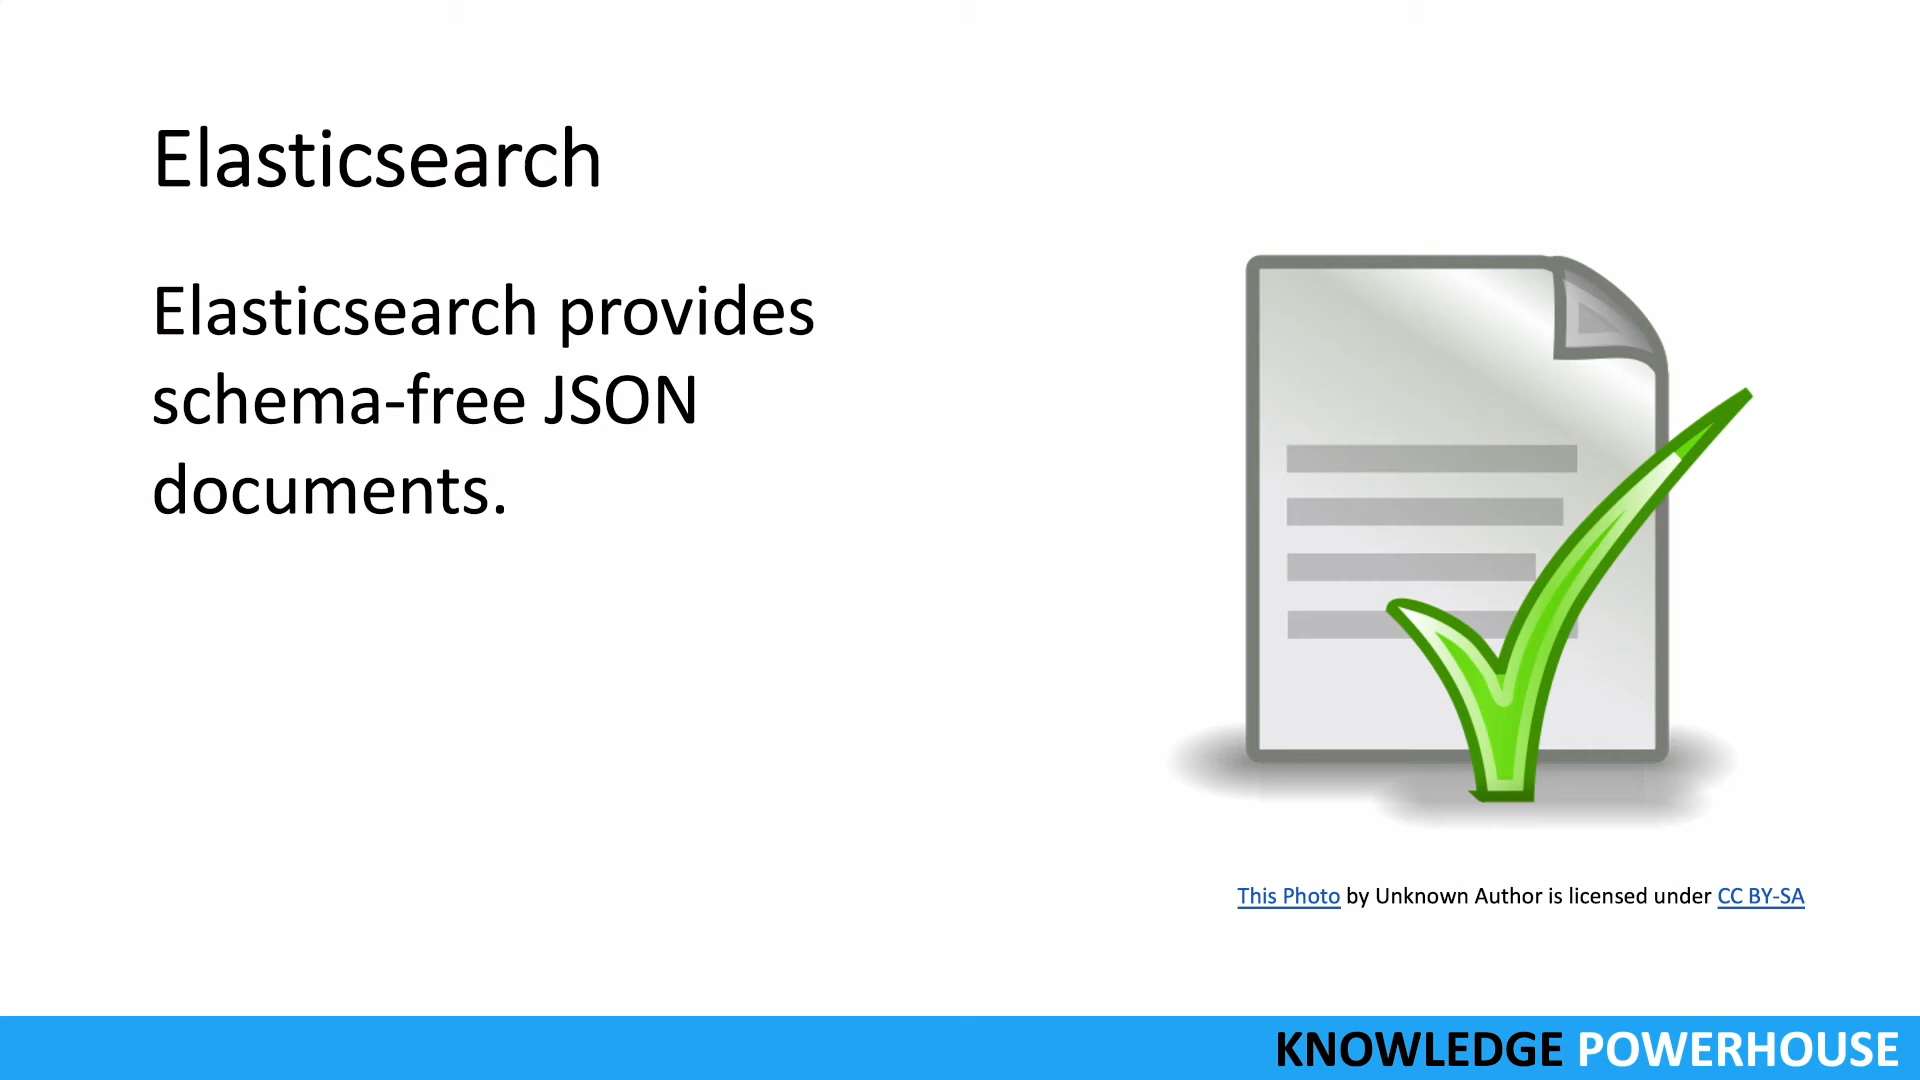 Elasticsearch
Elasticsearch provides
schema-free JSON
documents.
This Photo by Unknown Author is licensed under CC BY-SA
KNOWLEDGE POWERHOUSE